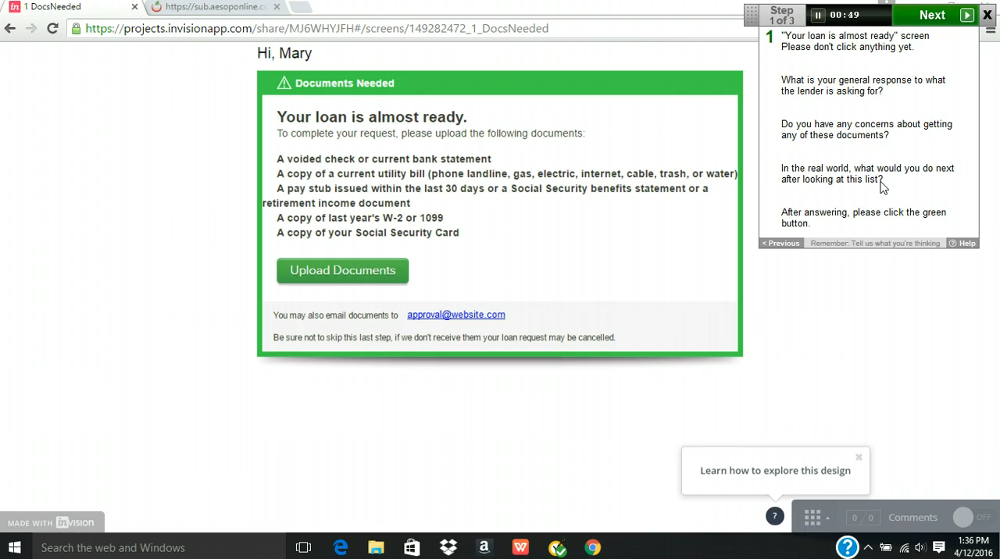 1 DocsNeeded
https://sub.aesoponline.c
https://projects.invisionapp.com/share/MJ6WHYJFH#/screens/149282472_1_DocsNeeded
Hi, Mary
Documents Needed
Your loan is almost ready.
To complete your request, please upload the following documents:
A voided check or current bank statement
A copy of a current utility bill (phone landline, gas, electric, internet, cable, trash, or water)
A pay stub issued within the last 30 days or a Social Security benefits statement or a
retirement income document
A copy of last year's W-2 or 1099
A copy of your Social Security Card
Upload Documents
You may also email documents to approval@website.com
Be sure not to skip this last step, if we don't receive them your loan request may be cancelled.
Step
1 of 3
00:49
Next
X
1
"Your loan is almost ready" screen
Please don't click anything yet.
What is your general response to what
the lender is asking for?
Do you have any concerns about getting
any of these documents?
In the real world, what would you do next
after looking at this list?
After answering, please click the green
button.
< Previous
Remember: Tell us what you're thinking
? Help
Learn how to explore this design
?
0 / 0
Comments
OFF
MADE WITH invision
Search the web and Windows
1:36 PM
4/12/2016